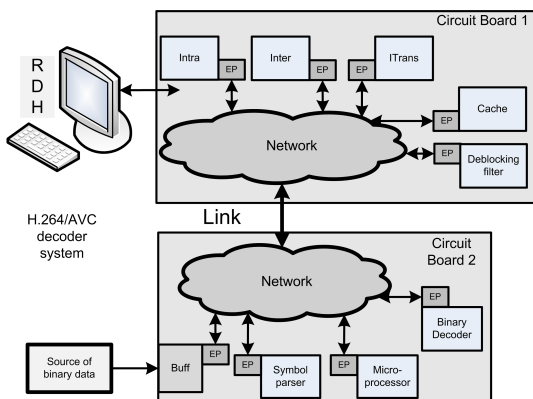 Circuit Board 1
R
D
H
Intra
EP
Inter
EP
ITrans
EP
Cache
EP
Network
EP
Deblocking
filter
H.264/AVC
decoder
system
Link
Circuit
Board 2
Network
EP
Binary
Decoder
Source of
binary data
Buff
EP
EP
Symbol
parser
EP
Micro-
processor